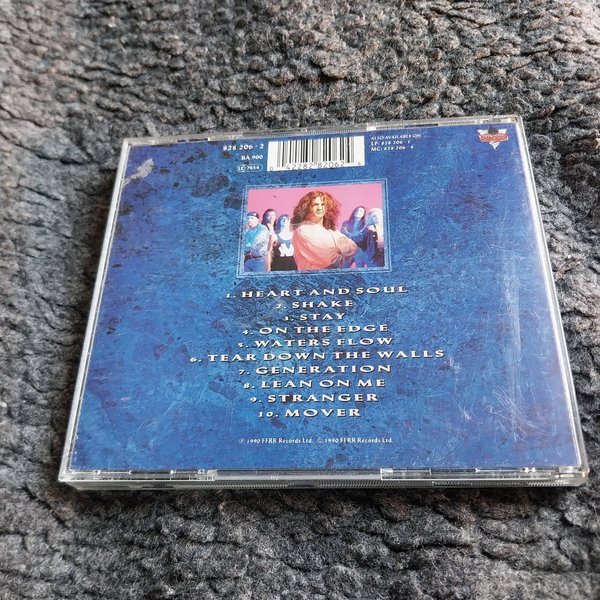 828 206-2
BA 900
LC 7654
ALSO AVAILABLE ON
LP: 828 206-1
MC: 828 206-4
1. HEART AND SOUL
2. SHAKE
3. STAY
4. ON THE EDGE
5. WATERS FLOW
6. TEAR DOWN THE WALLS
7. GENERATION
8. LEAN ON ME
9. STRANGER
10. MOVER
℗ 1990 FFRR Records Ltd. © 1990 FFRR Records Ltd.